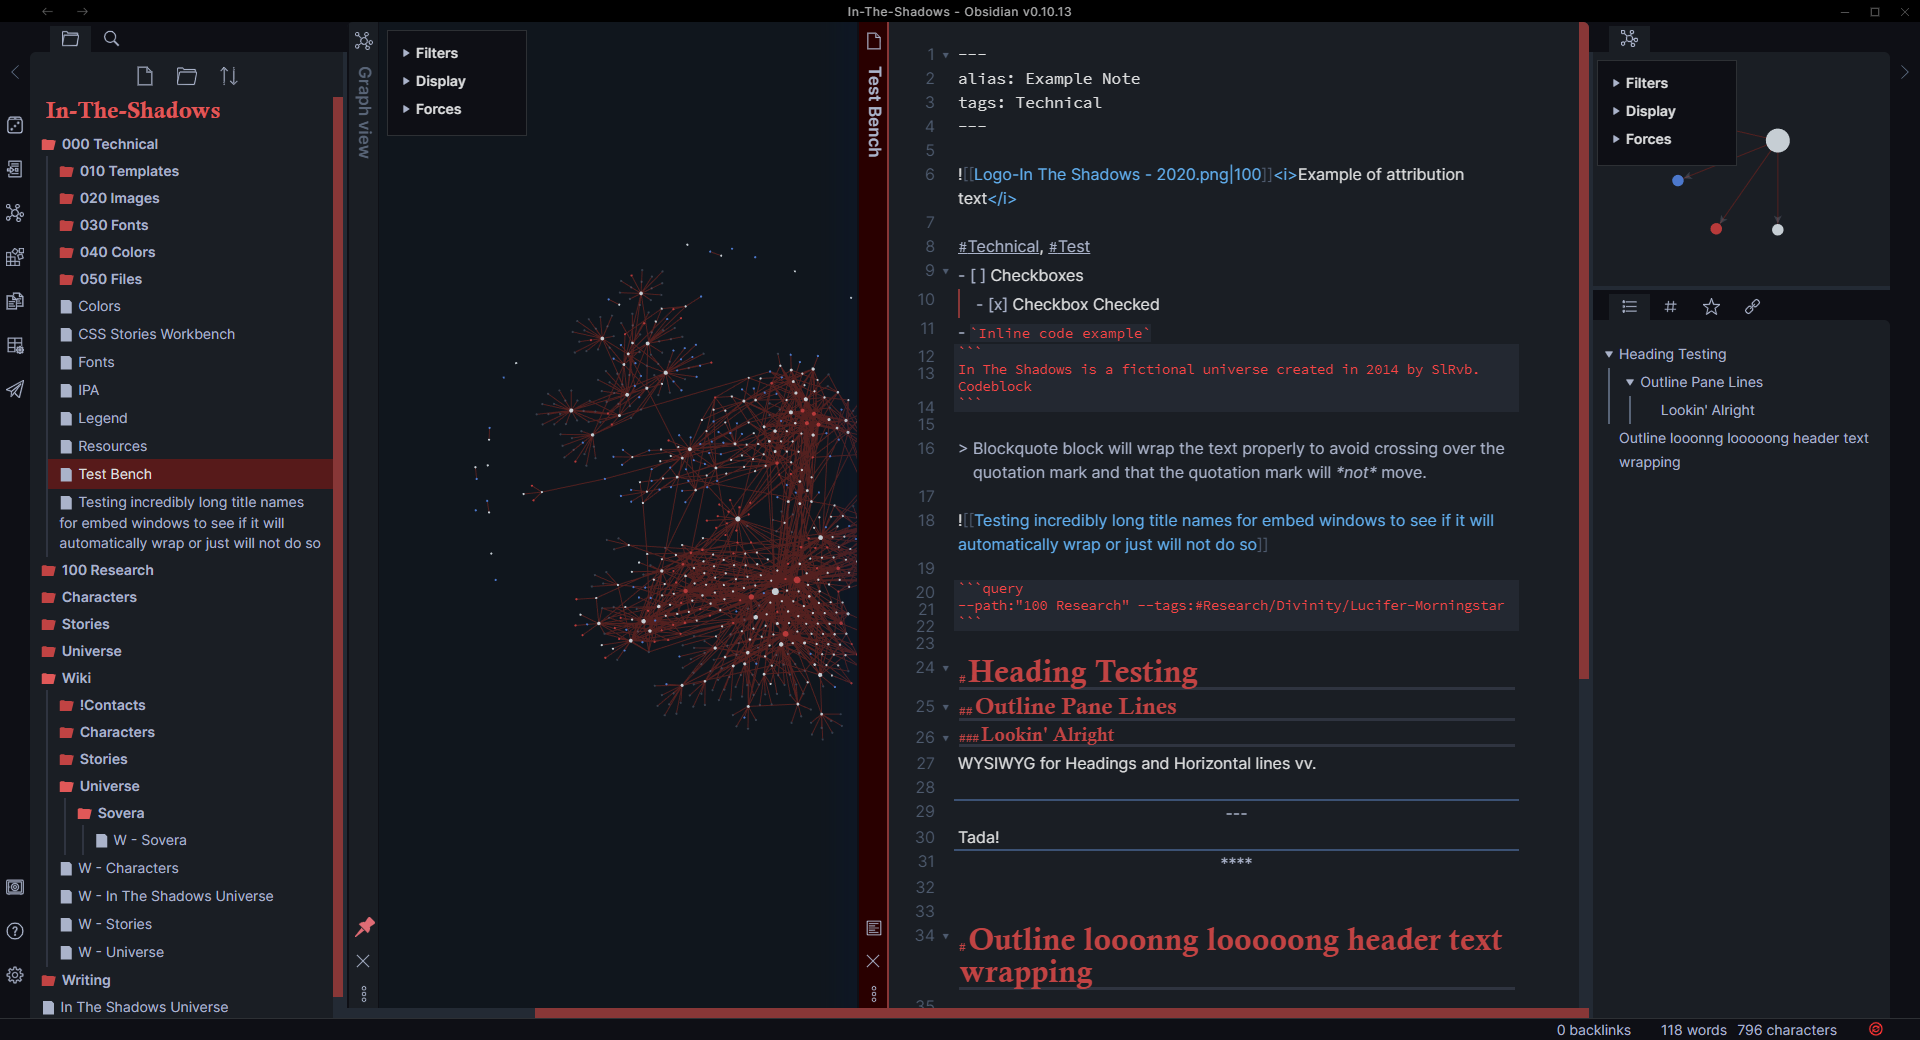 In-The-Shadows - Obsidian v0.10.13
In-The-Shadows
000 Technical
010 Templates
020 Images
030 Fonts
040 Colors
050 Files
Colors
CSS Stories Workbench
Fonts
IPA
Legend
Resources
Test Bench
Testing incredibly long title names
for embed windows to see if it will
automatically wrap or just will not do so
100 Research
Characters
Stories
Universe
Wiki
!Contacts
Characters
Stories
Universe
Sovera
W - Sovera
W - Characters
W - In The Shadows Universe
W - Stories
W - Universe
Writing
In The Shadows Universe
Graph view
Filters
Display
Forces
Test Bench
1 ---
2 alias: Example Note
3 tags: Technical
4 ---
5
6 ![[Logo-In The Shadows - 2020.png|100]]<i>Example of attribution
text</i>
7
8 #Technical, #Test
9 - [ ] Checkboxes
10 - [x] Checkbox Checked
11 - `Inline code example`
12 ```
13 In The Shadows is a fictional universe created in 2014 by SlRvb.
Codeblock
14 ```
15
16 > Blockquote block will wrap the text properly to avoid crossing over the
quotation mark and that the quotation mark will *not* move.
17
18 ![[Testing incredibly long title names for embed windows to see if it will
automatically wrap or just will not do so]]
19
20 ```query
21 --path:"100 Research" --tags:#Research/Divinity/Lucifer-Morningstar
22 ```
23
24 #Heading Testing
25 ##Outline Pane Lines
26 ###Lookin' Alright
27 WYSIWYG for Headings and Horizontal lines vv.
28
29 ---
30 Tada!
31 ****
32
33
34 #Outline looonng looooong header text
wrapping
35
Filters
Display
Forces
Heading Testing
Outline Pane Lines
Lookin' Alright
Outline looonng looooong header text
wrapping
0 backlinks 118 words 796 characters